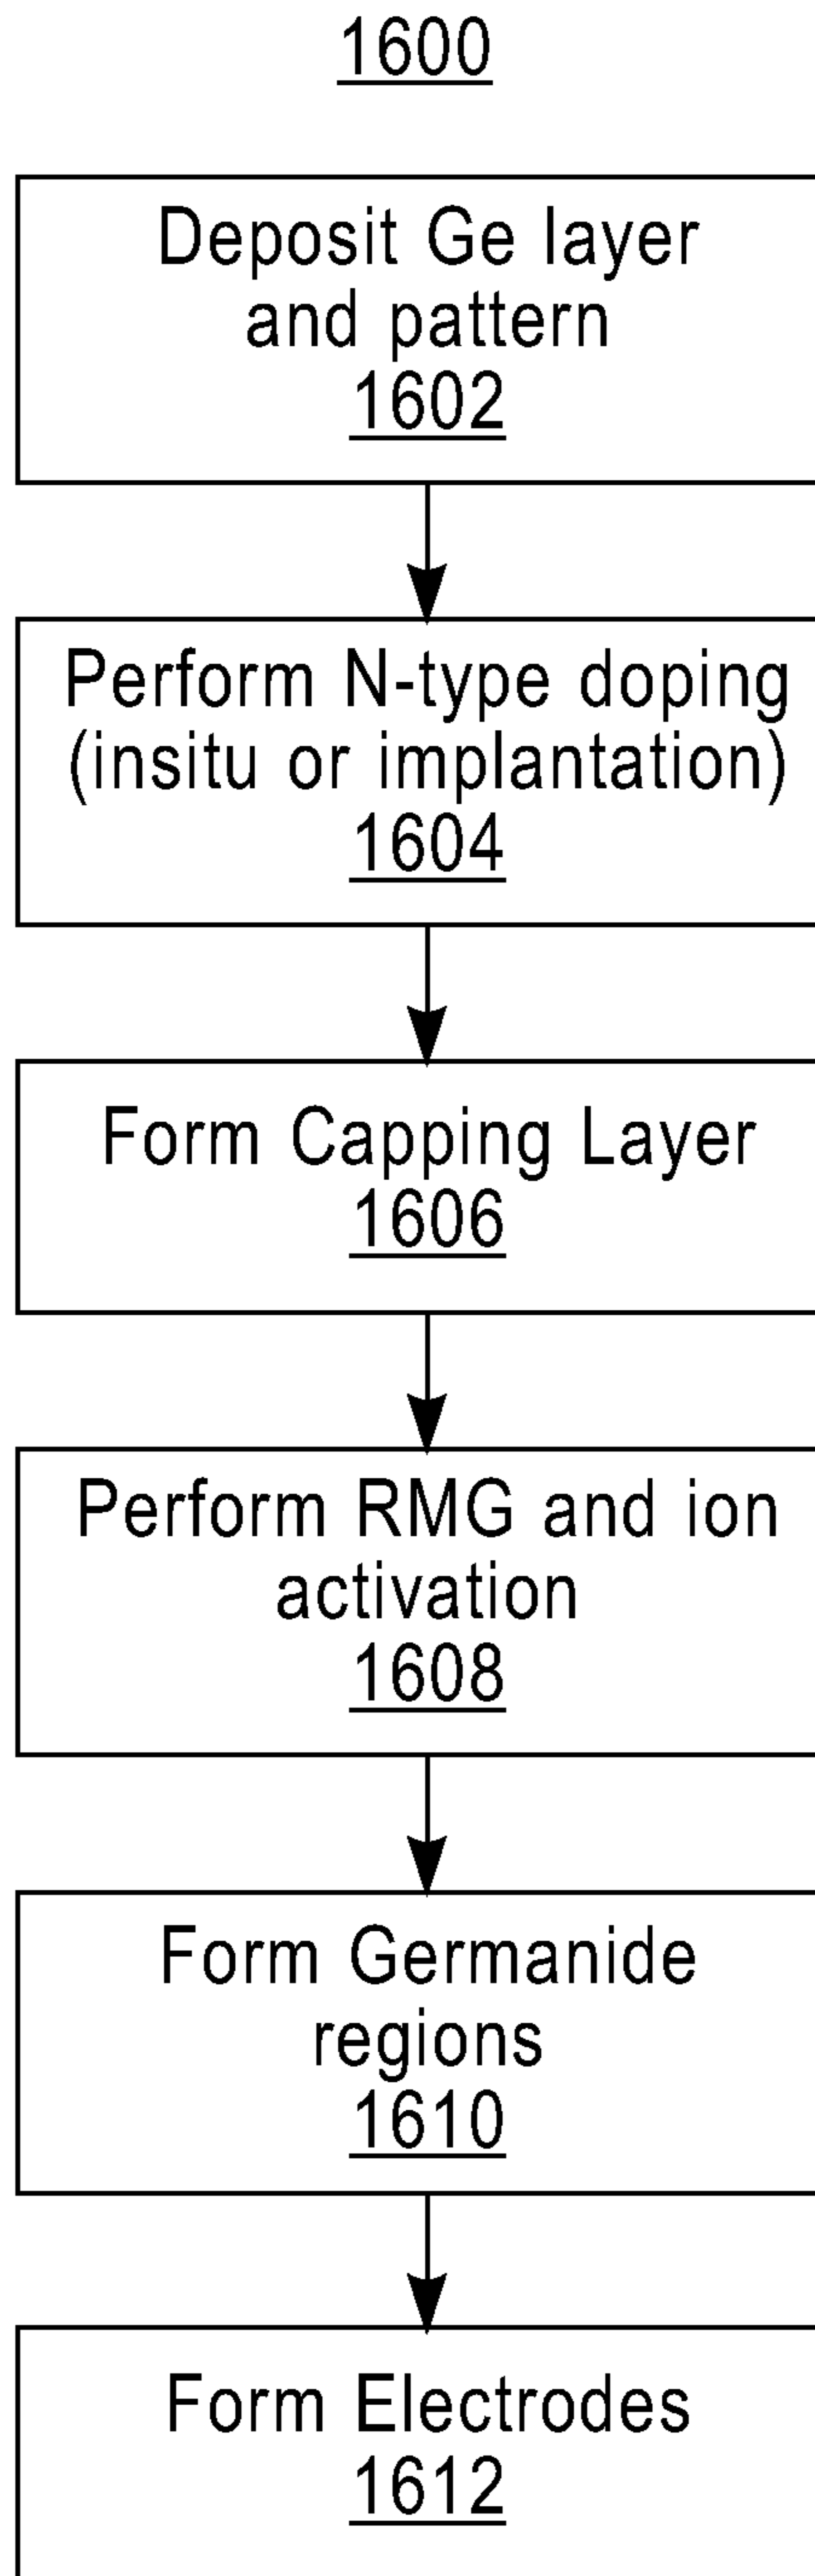 1600
Deposit Ge layer
and pattern
1602
Perform N-type doping
(insitu or implantation)
1604
Form Capping Layer
1606
Perform RMG and ion
activation
1608
Form Germanide
regions
1610
Form Electrodes
1612